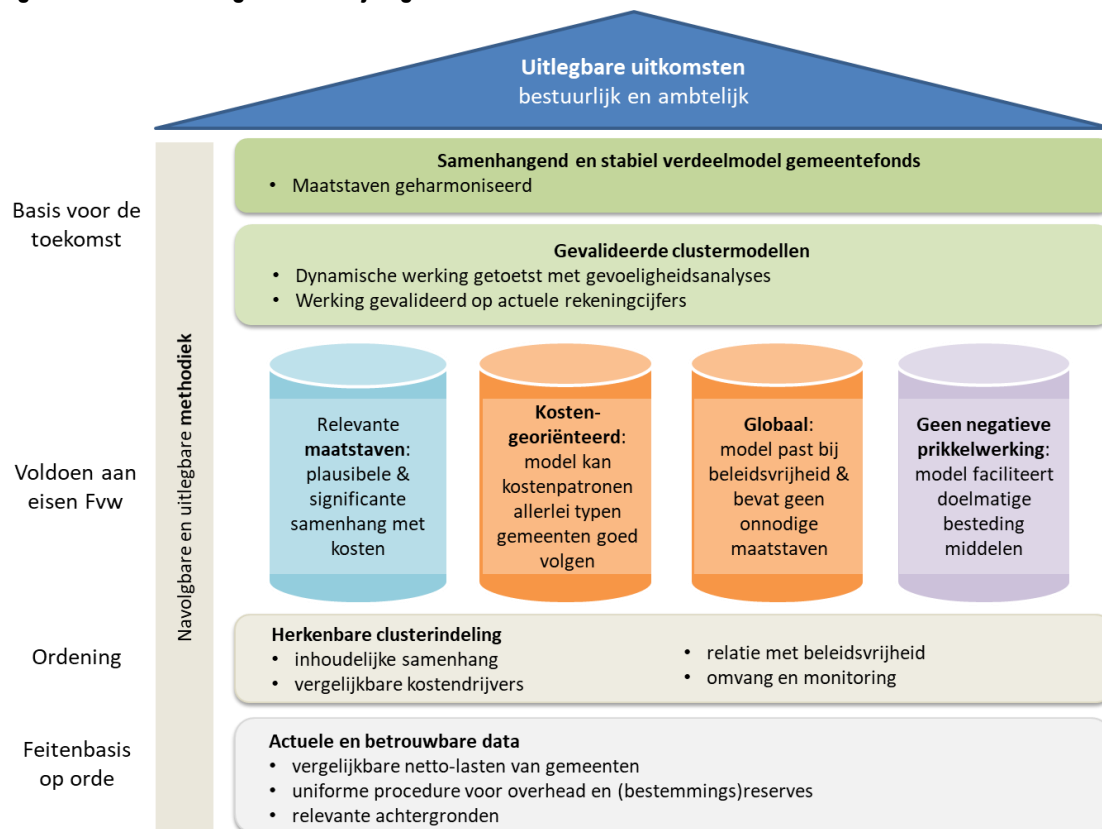 Uitlegbare uitkomsten
bestuurlijk en ambtelijk
Navolgbare en uitlegbare methodiek
Basis voor de
toekomst
Samenhangend en stabiel verdeelmodel gemeentefonds
• Maatstaven geharmoniseerd
Gevalideerde clustermodellen
• Dynamische werking getoetst met gevoeligheidsanalyses
• Werking gevalideerd op actuele rekeningcijfers
Voldoen aan
eisen Fvw
Relevante
maatstaven:
plausibele &
significante
samenhang met
kosten
Kosten-
georiënteerd:
model kan
kostenpatronen
allerlei typen
gemeenten goed
volgen
Globaal:
model past bij
beleidsvrijheid &
bevat geen
onnodige
maatstaven
Geen negatieve
prikkelwerking:
model faciliteert
doelmatige
besteding
middelen
Ordening
Herkenbare clusterindeling
• inhoudelijke samenhang
• vergelijkbare kostendrijvers
• relatie met beleidsvrijheid
• omvang en monitoring
Feitenbasis
op orde
Actuele en betrouwbare data
• vergelijkbare netto-lasten van gemeenten
• uniforme procedure voor overhead en (bestemmings)reserves
• relevante achtergronden